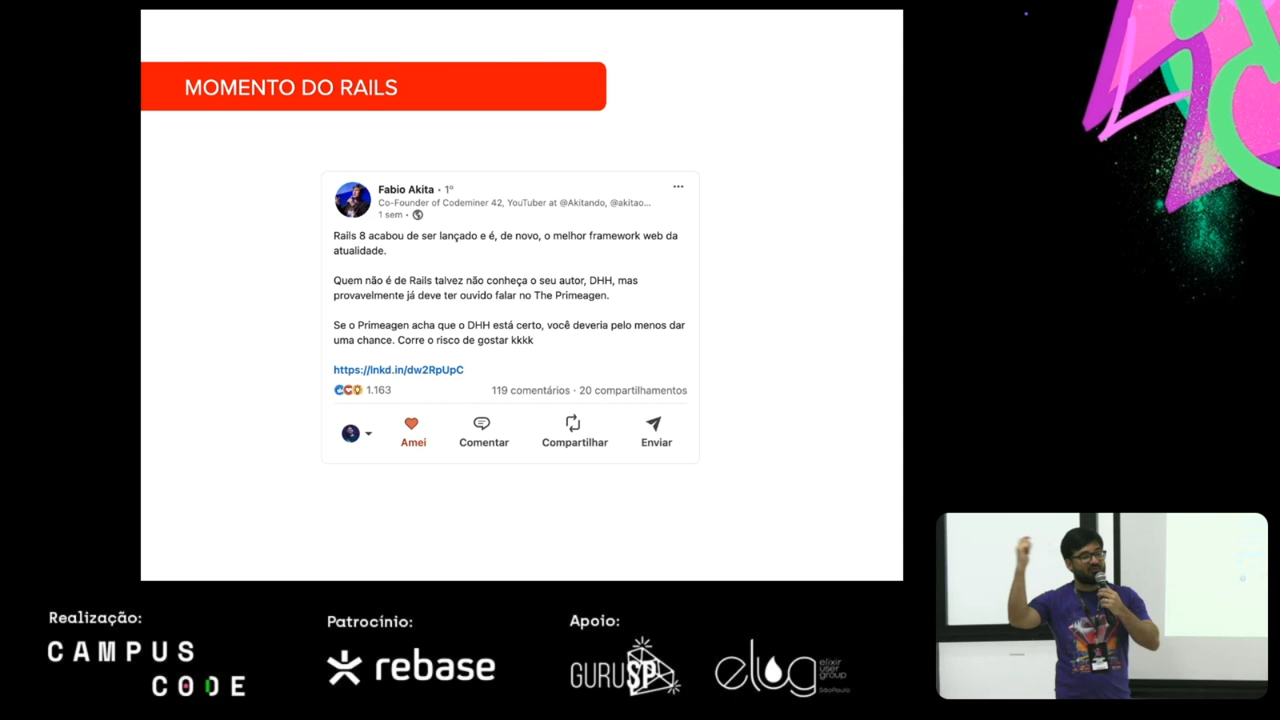 MOMENTO DO RAILS
Fabio Akita · 1º
Co-Founder of Codeminer 42, YouTuber at @Akitando, @akitao...
1 sem ·
Rails 8 acabou de ser lançado e é, de novo, o melhor framework web da
atualidade.
Quem não é de Rails talvez não conheça o seu autor, DHH, mas
provavelmente já deve ter ouvido falar no The Primeagen.
Se o Primeagen acha que o DHH está certo, você deveria pelo menos dar
uma chance. Corre o risco de gostar kkkk
https://lnkd.in/dw2RpUpC
1.163
119 comentários · 20 compartilhamentos
Amei
Comentar
Compartilhar
Enviar
Realização:
CAMPUS
CODE
Patrocínio:
rebase
Apoio:
GURUSP
elug
elixir
user
group
SãoPaulo